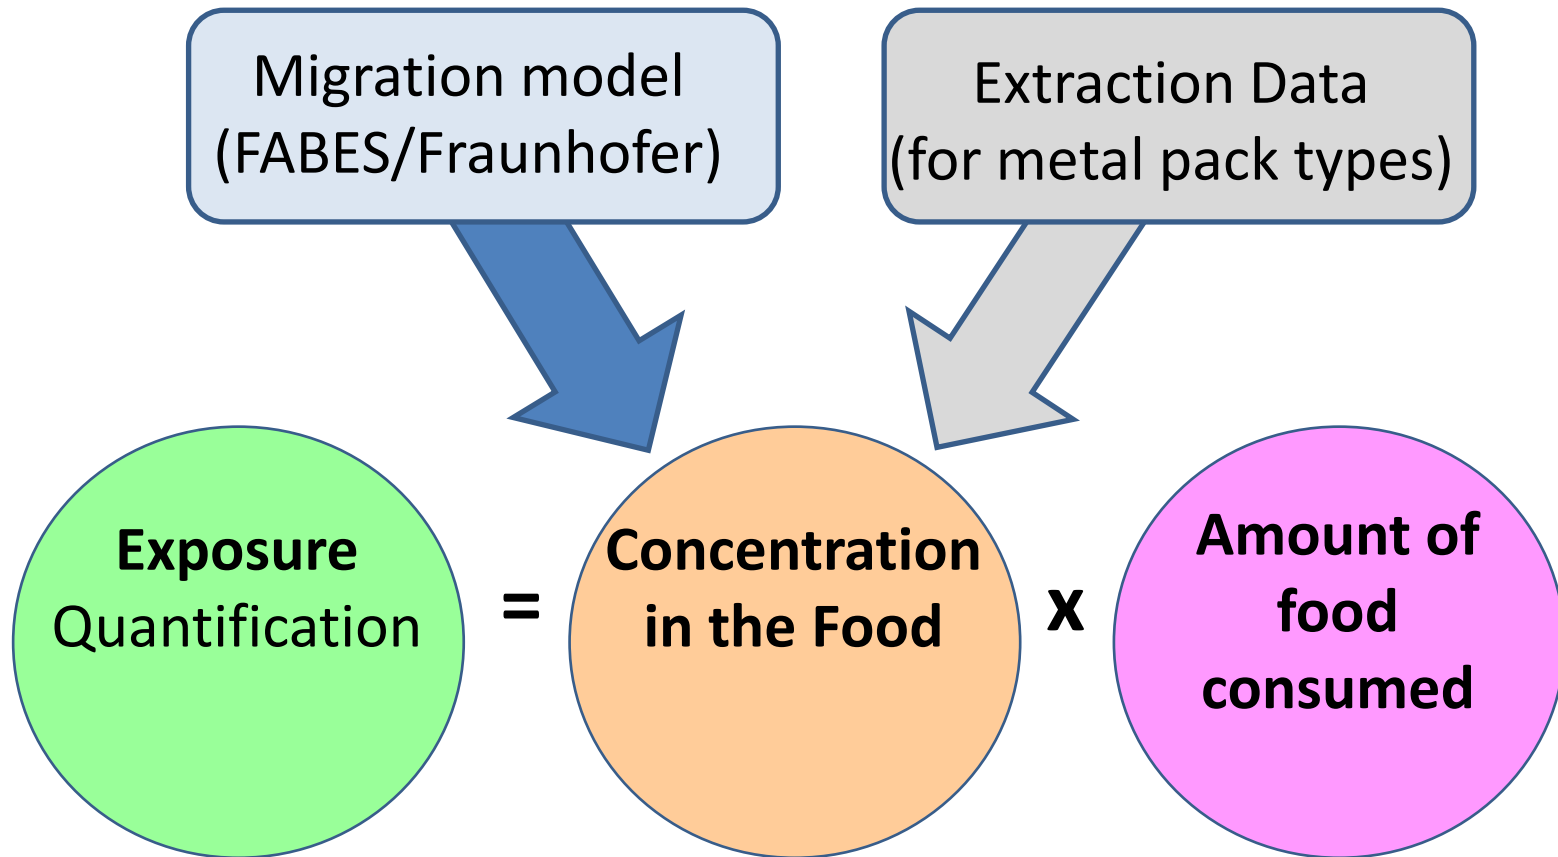 Migration model
(FABES/Fraunhofer)
Extraction Data
(for metal pack types)
Exposure
Quantification
=
Concentration
in the Food
x
Amount of
food
consumed